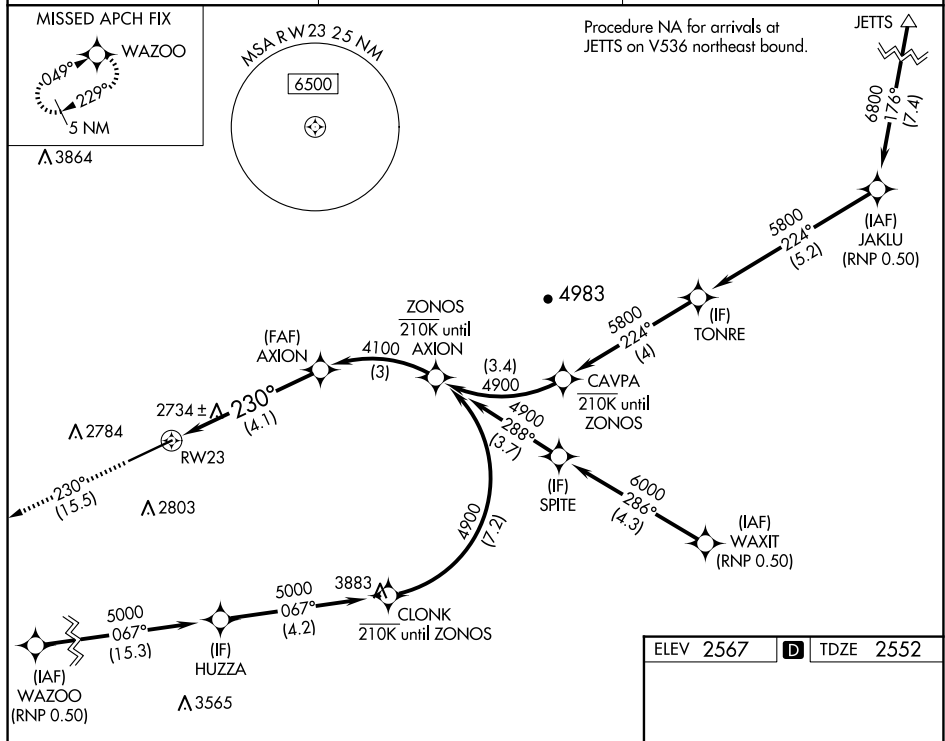 MISSED APCH FIX
WAZOO
049°
229°
5 NM
3864
MSA RW23 25 NM
6500
Procedure NA for arrivals at
JETTS on V536 northeast bound.
JETTS
6800
176°
(7.4)
(IAF)
JAKLU
(RNP 0.50)
5800
224°
(5.2)
(IF)
TONRE
5800
224°
(4)
4983
CAVPA
210K until
ZONOS
(3.4)
4900
ZONOS
210K until
AXION
4100
(3)
(FAF)
AXION
230°
(4.1)
2734 ±
RW23
2784
230°
(15.5)
2803
4900
288°
(3.7)
(IF)
SPITE
6000
286°
(4.3)
(IAF)
WAXIT
(RNP 0.50)
4900
(7.2)
3883
CLONK
210K until ZONOS
5000
067°
(4.2)
(IF)
HUZZA
5000
067°
(15.3)
(IAF)
WAZOO
(RNP 0.50)
3565
ELEV 2567 D TDZE 2552